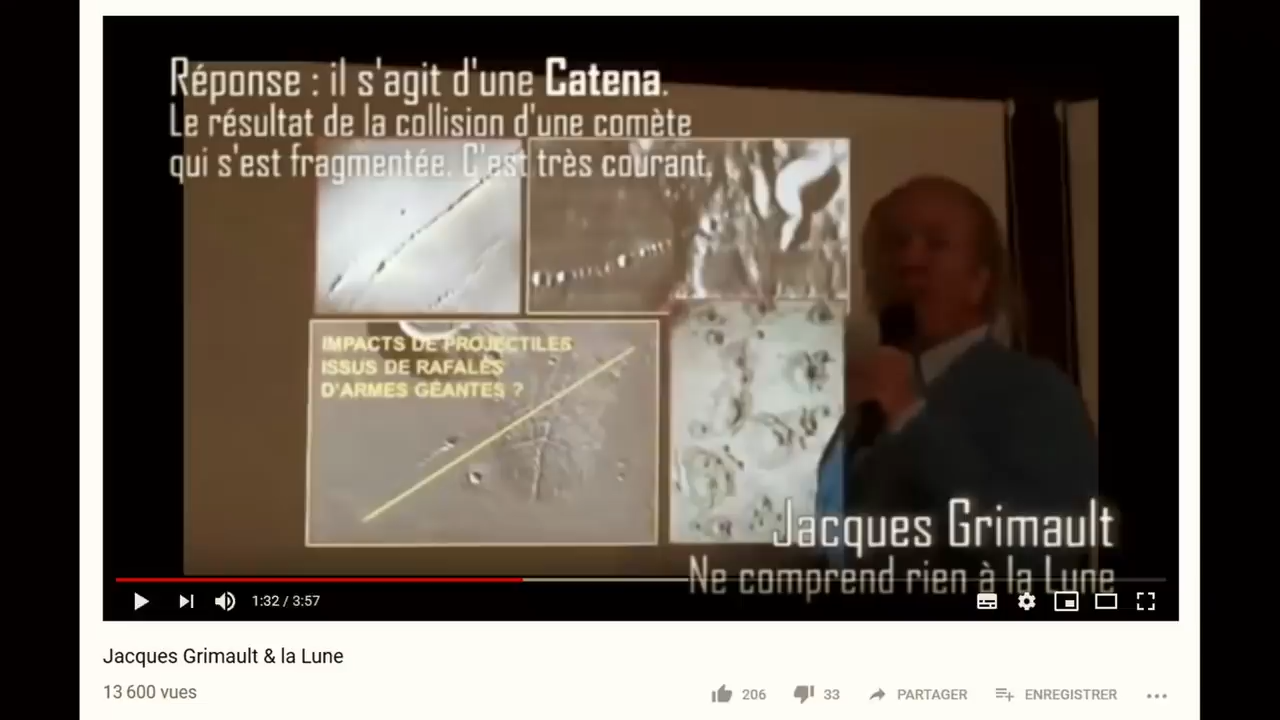 Réponse : il s'agit d'une Catena.
Le résultat de la collision d'une comète
qui s'est fragmentée. C'est très courant.
IMPACTS DE PROJECTILES
ISSUS DE RAFALES
D'ARMES GÉANTES ?
Jacques Grimault
Ne comprend rien à la Lune
1:32 / 3:57
Jacques Grimault & la Lune
13 600 vues
206
33
PARTAGER
ENREGISTRER